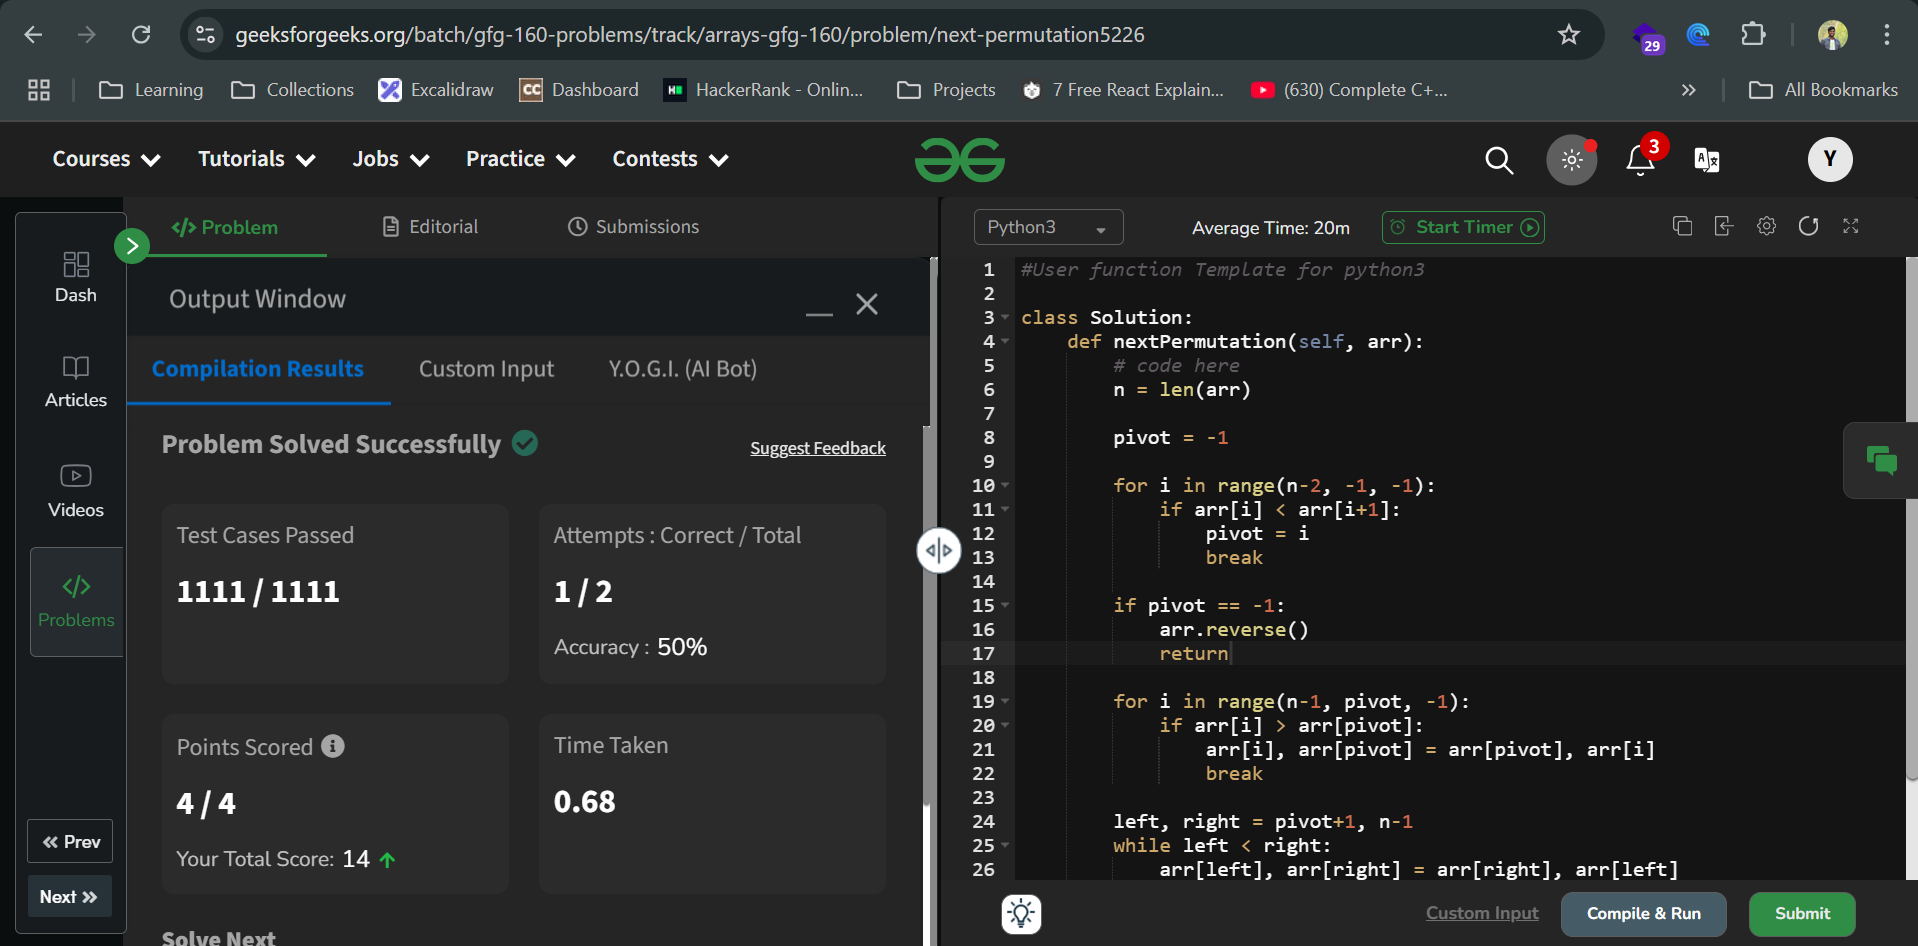 geeksforgeeks.org/batch/gfg-160-problems/track/arrays-gfg-160/problem/next-permutation5226
29
Learning
Collections
Excalidraw
CC Dashboard
HackerRank - Onlin...
Projects
7 Free React Explain...
(630) Complete C+...
»
All Bookmarks
Courses
Tutorials
Jobs
Practice
Contests
3
Y
Dash
Articles
Videos
Problems
Prev
Next
Problem
Editorial
Submissions
Output Window
Compilation Results
Custom Input
Y.O.G.I. (AI Bot)
Problem Solved Successfully
Suggest Feedback
Test Cases Passed
1111 / 1111
Attempts : Correct / Total
1 / 2
Accuracy : 50%
Points Scored
4 / 4
Your Total Score: 14
Time Taken
0.68
Solve Next
Python3
Average Time: 20m
Start Timer
1 #User function Template for python3
2
3 class Solution:
4 def nextPermutation(self, arr):
5 # code here
6 n = len(arr)
7
8 pivot = -1
9
10 for i in range(n-2, -1, -1):
11 if arr[i] < arr[i+1]:
12 pivot = i
13 break
14
15 if pivot == -1:
16 arr.reverse()
17 return
18
19 for i in range(n-1, pivot, -1):
20 if arr[i] > arr[pivot]:
21 arr[i], arr[pivot] = arr[pivot], arr[i]
22 break
23
24 left, right = pivot+1, n-1
25 while left < right:
26 arr[left], arr[right] = arr[right], arr[left]
Custom Input
Compile & Run
Submit